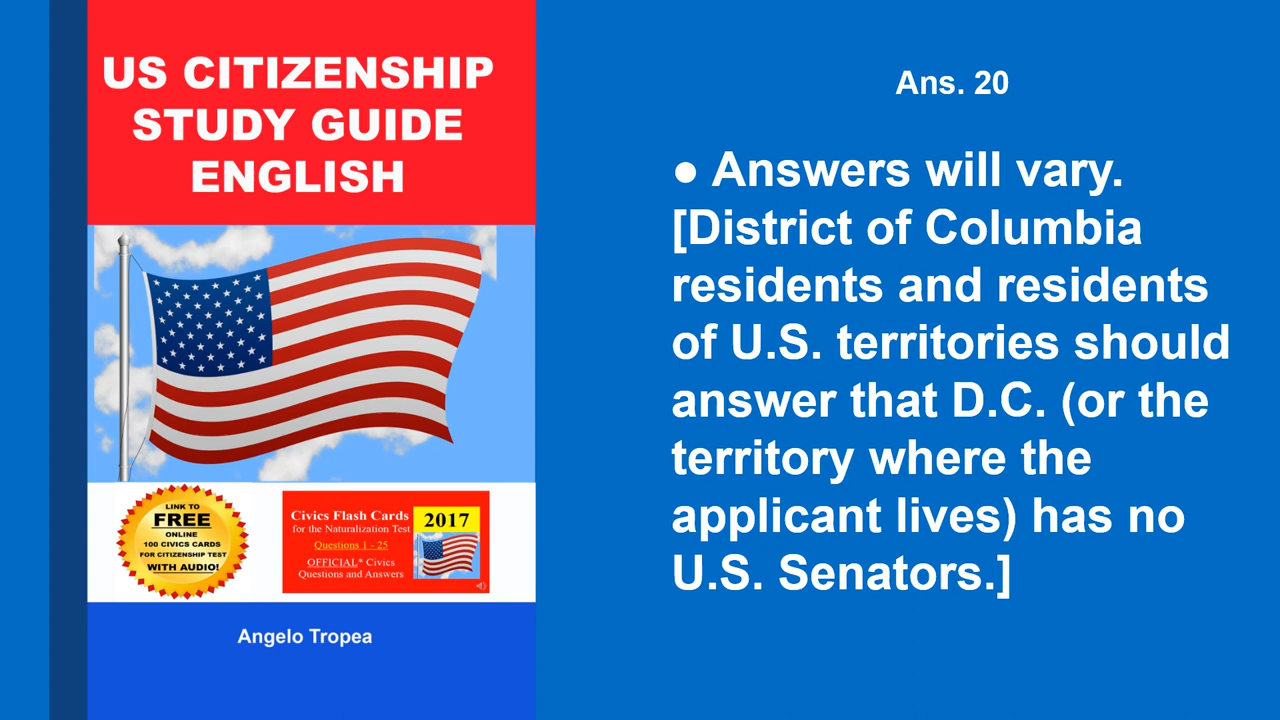 US CITIZENSHIP
STUDY GUIDE
ENGLISH
LINK TO
FREE
ONLINE
100 CIVICS CARDS
FOR CITIZENSHIP TEST
WITH AUDIO!
Civics Flash Cards
for the Naturalization Test
Questions 1 - 25
OFFICIAL* Civics
Questions and Answers
2017
Angelo Tropea
Ans. 20
● Answers will vary.
[District of Columbia
residents and residents
of U.S. territories should
answer that D.C. (or the
territory where the
applicant lives) has no
U.S. Senators.]